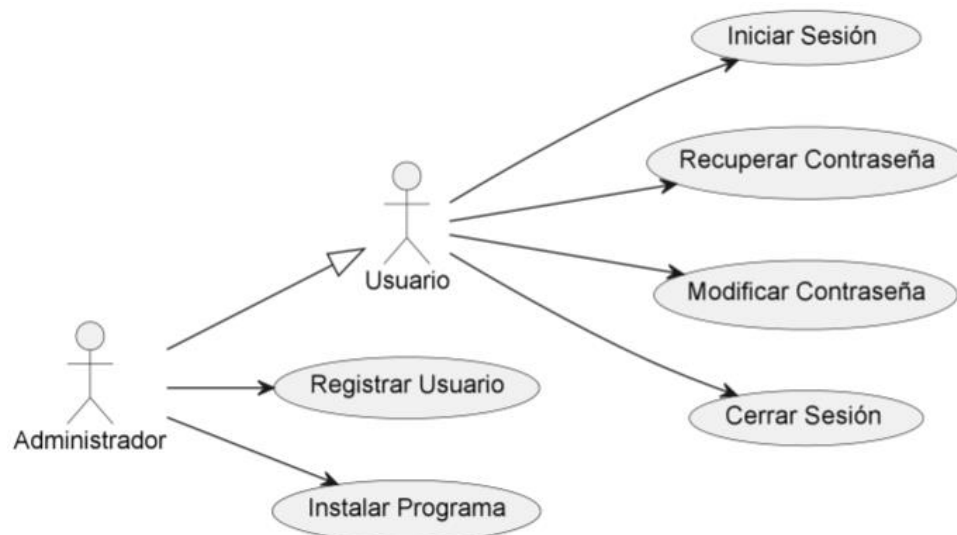 Iniciar Sesión
Recuperar Contraseña
Usuario
Modificar Contraseña
Registrar Usuario
Cerrar Sesión
Administrador
Instalar Programa